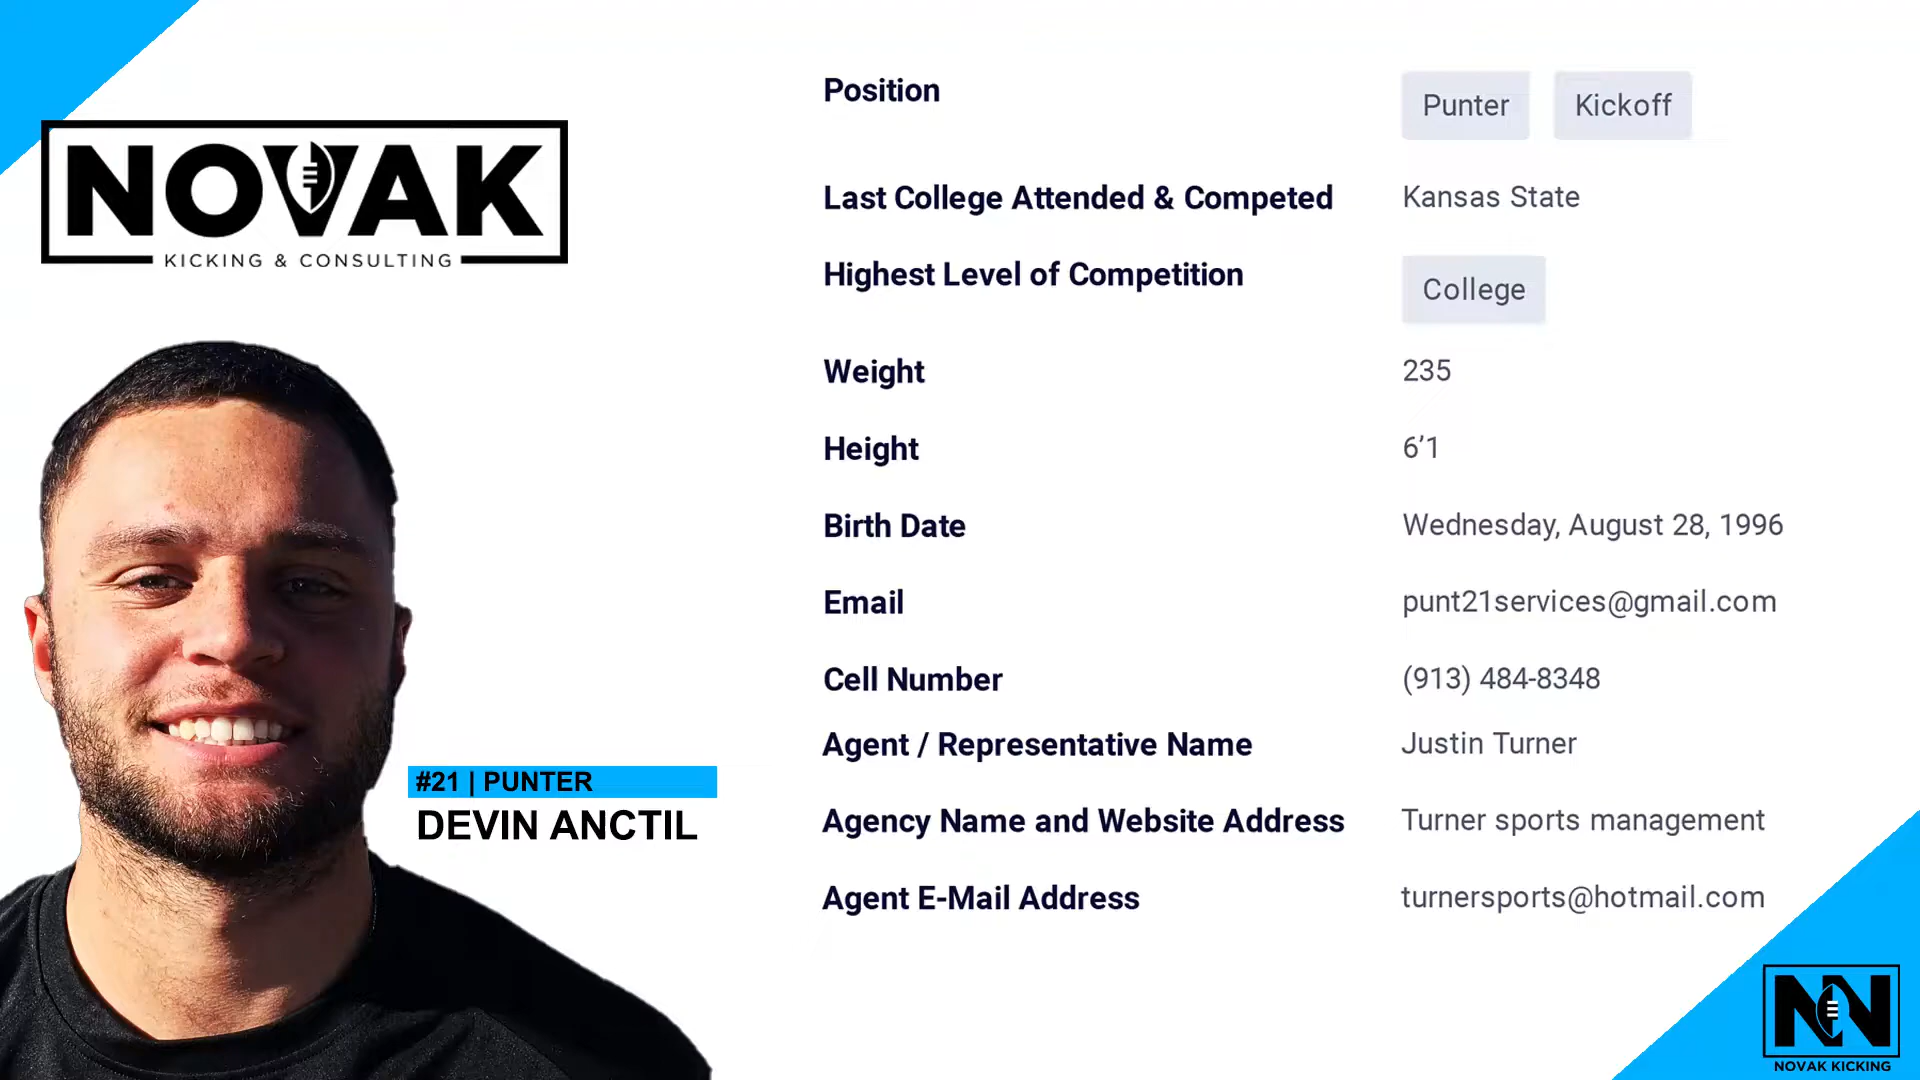 NOVAK
KICKING & CONSULTING
#21 | PUNTER
DEVIN ANCTIL
Position Punter Kickoff
Last College Attended & Competed Kansas State
Highest Level of Competition College
Weight 235
Height 6’1
Birth Date Wednesday, August 28, 1996
Email punt21services@gmail.com
Cell Number (913) 484-8348
Agent / Representative Name Justin Turner
Agency Name and Website Address Turner sports management
Agent E-Mail Address turnersports@hotmail.com
NN
NOVAK KICKING